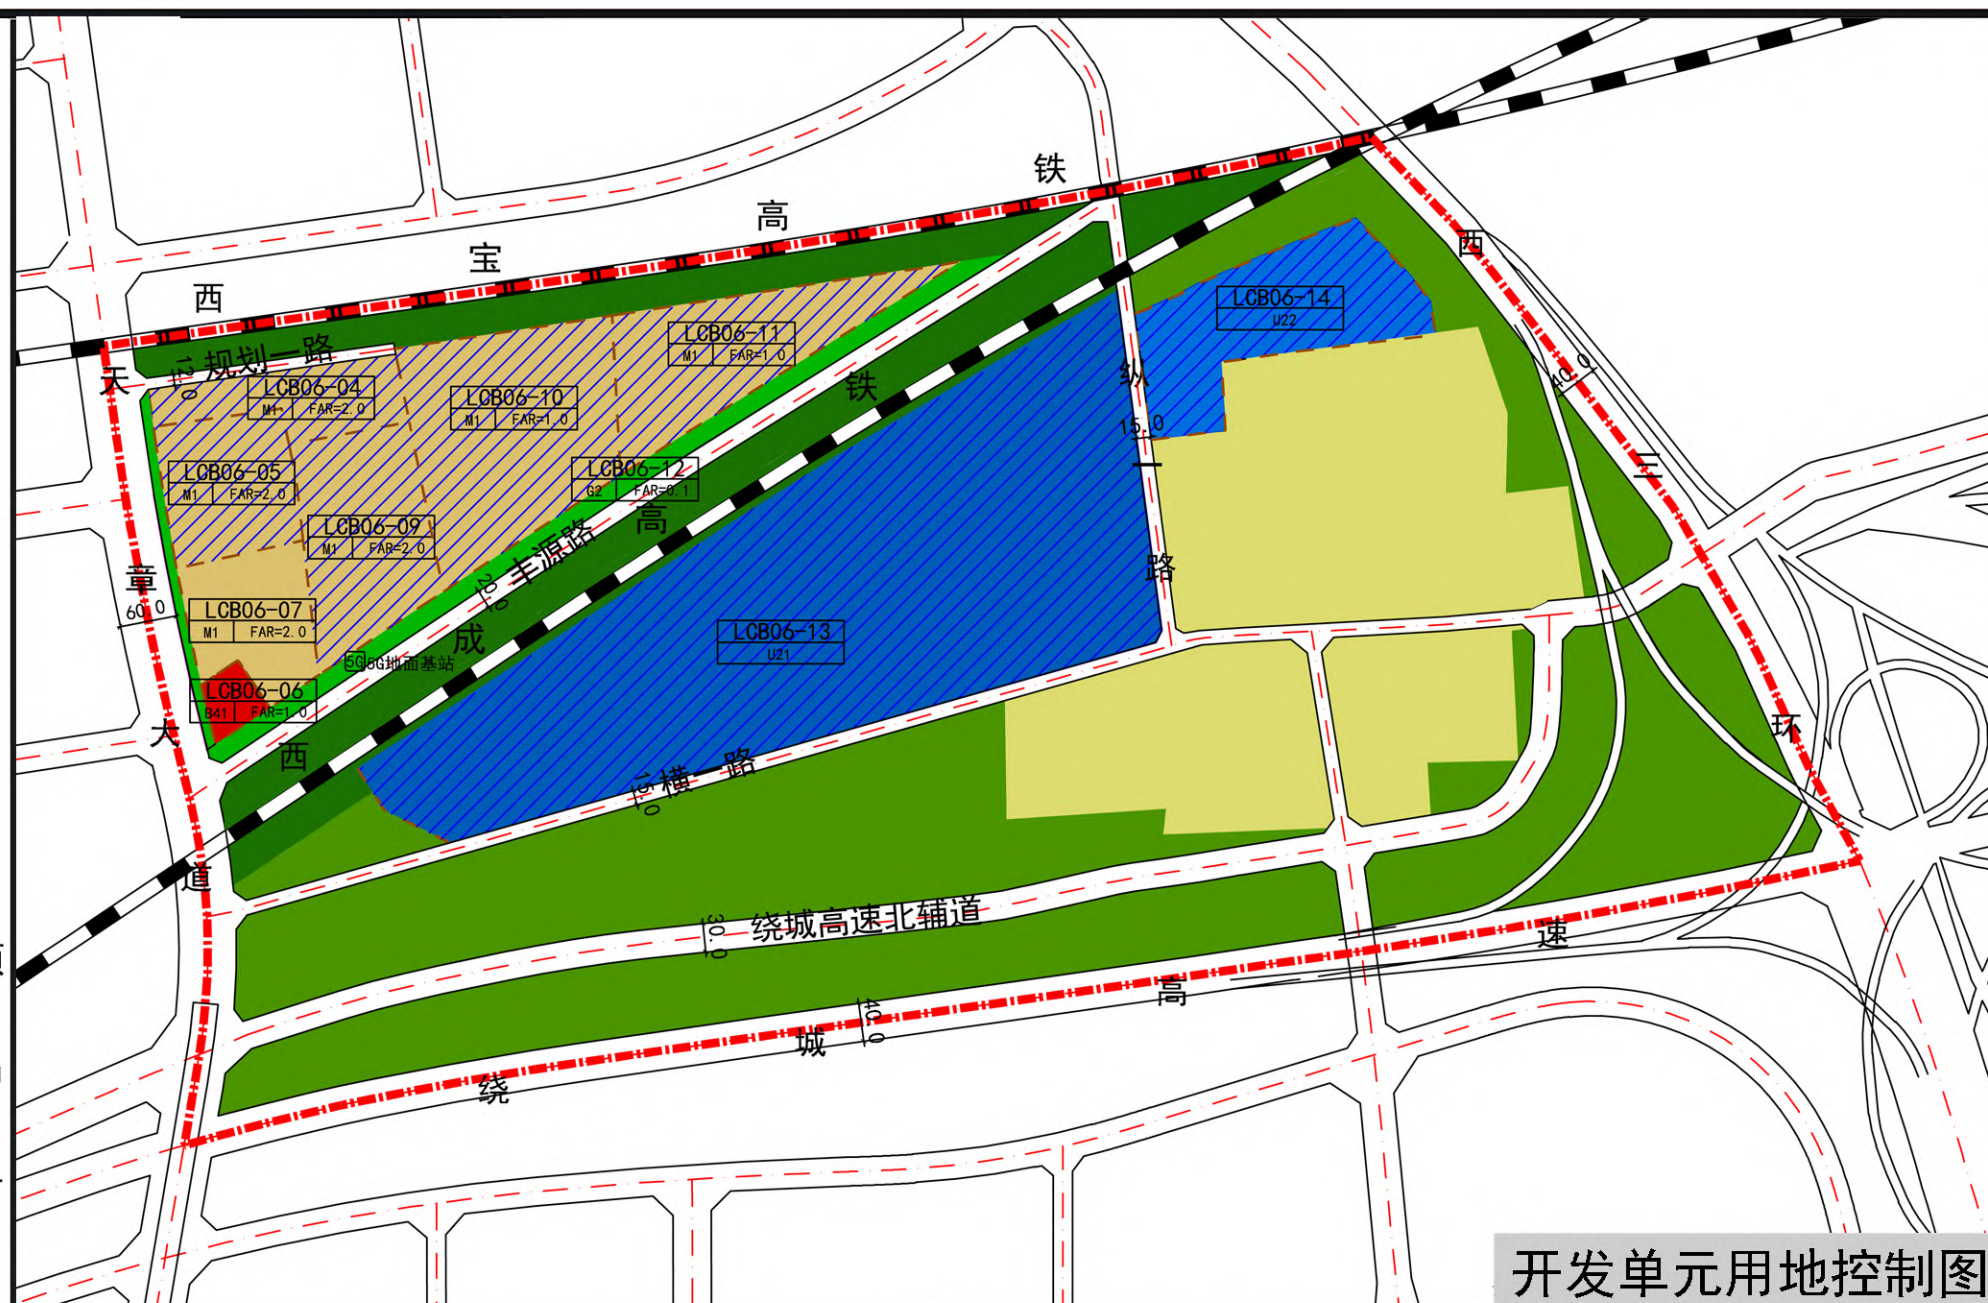 西宝高铁
规划一路
12.0
LCB06-04
M1 FAR=2.0
LCB06-10
M1 FAR=1.0
LCB06-11
M1 FAR=1.0
LCB06-14
U22
LCB06-05
M1 FAR=2.0
LCB06-09
M1 FAR=2.0
LCB06-12
G2 FAR=0.1
LCB06-07
M1 FAR=2.0
LCB06-06
B41 FAR=1.0
LCB06-13
U21
5G 5G地面基站
丰源路
20.0
西成高铁
天章大道
60.0
纵一路
15.0
横一路
15.0
西三环
40.0
绕城高速北辅道
30.0
绕城高速
40.0
开发单元用地控制图